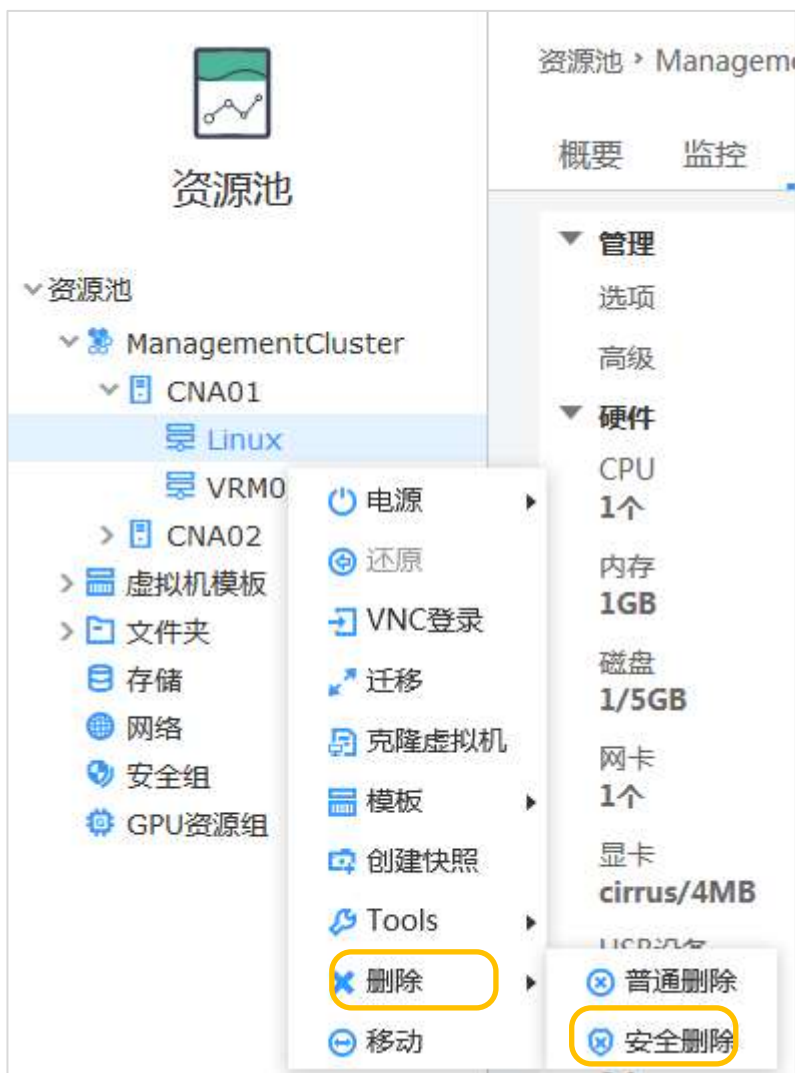 资源池
资源池
ManagementCluster
CNA01
Linux
VRM0
CNA02
虚拟机模板
文件夹
存储
网络
安全组
GPU资源组
电源
还原
VNC登录
迁移
克隆虚拟机
模板
创建快照
Tools
删除
移动
普通删除
安全删除
资源池 › Managem
概要 监控
管理
选项
高级
硬件
CPU
1个
内存
1GB
磁盘
1/5GB
网卡
1个
显卡
cirrus/4MB